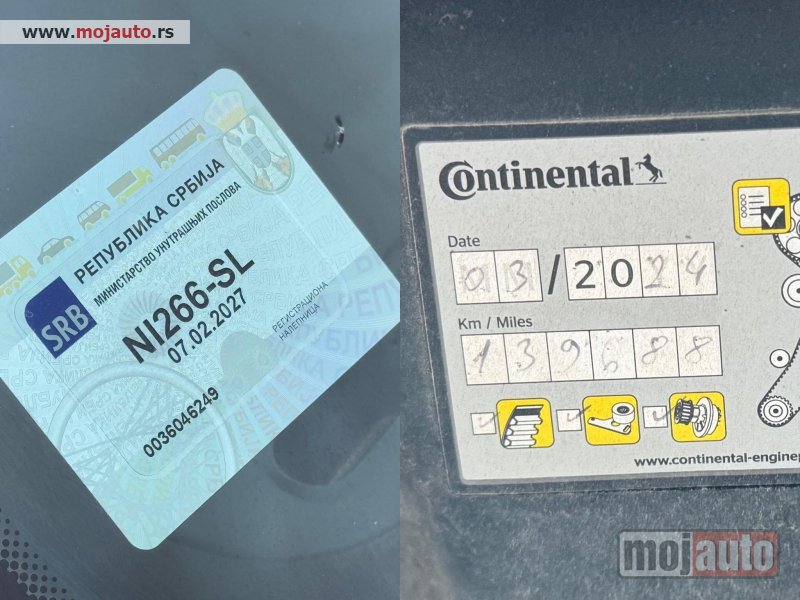 www.mojauto.rs
РЕПУБЛИКА СРБИЈА
МИНИСТАРСТВО УНУТРАШЊИХ ПОСЛОВА
SRB
NI266-SL
07.02.2027
РЕГИСТРАЦИОНА
НАЛЕПНИЦА
0036046249
Continental
Date
03/2024
Km / Miles
139688
www.continental-enginep
mojauto